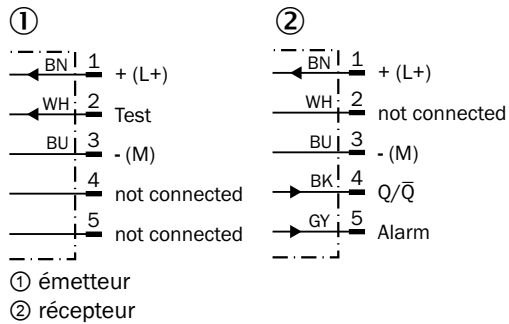 ①
BN 1 + (L+)
WH 2 Test
BU 3 - (M)
4 not connected
5 not connected
②
BN 1 + (L+)
WH 2 not connected
BU 3 - (M)
BK 4 Q/Q̅
GY 5 Alarm
① émetteur
② récepteur